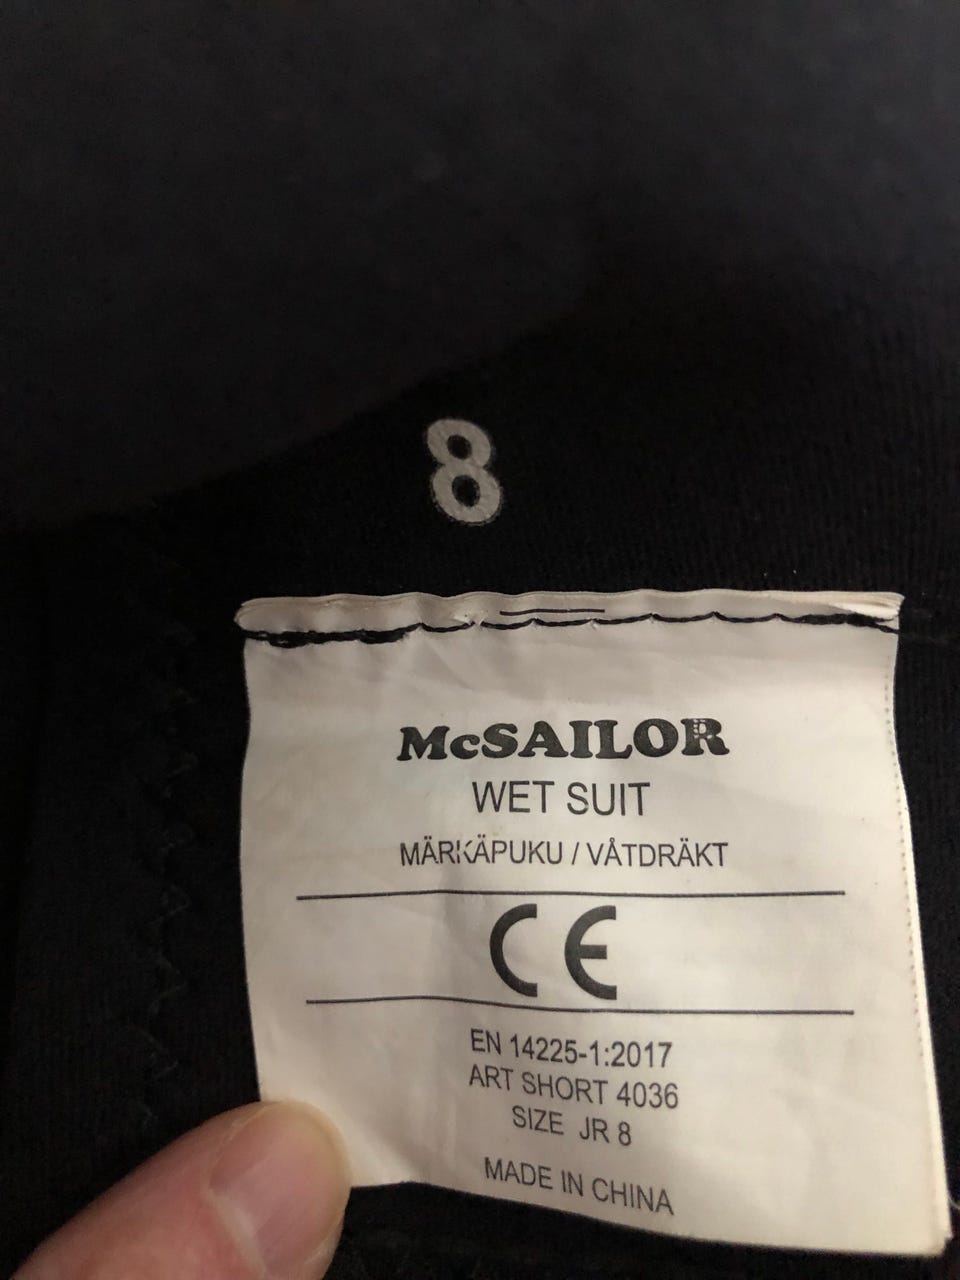 8
McSAILOR
WET SUIT
MÄRKÄPUKU / VÅTDRÄKT
CE
EN 14225-1:2017
ART SHORT 4036
SIZE JR 8
MADE IN CHINA